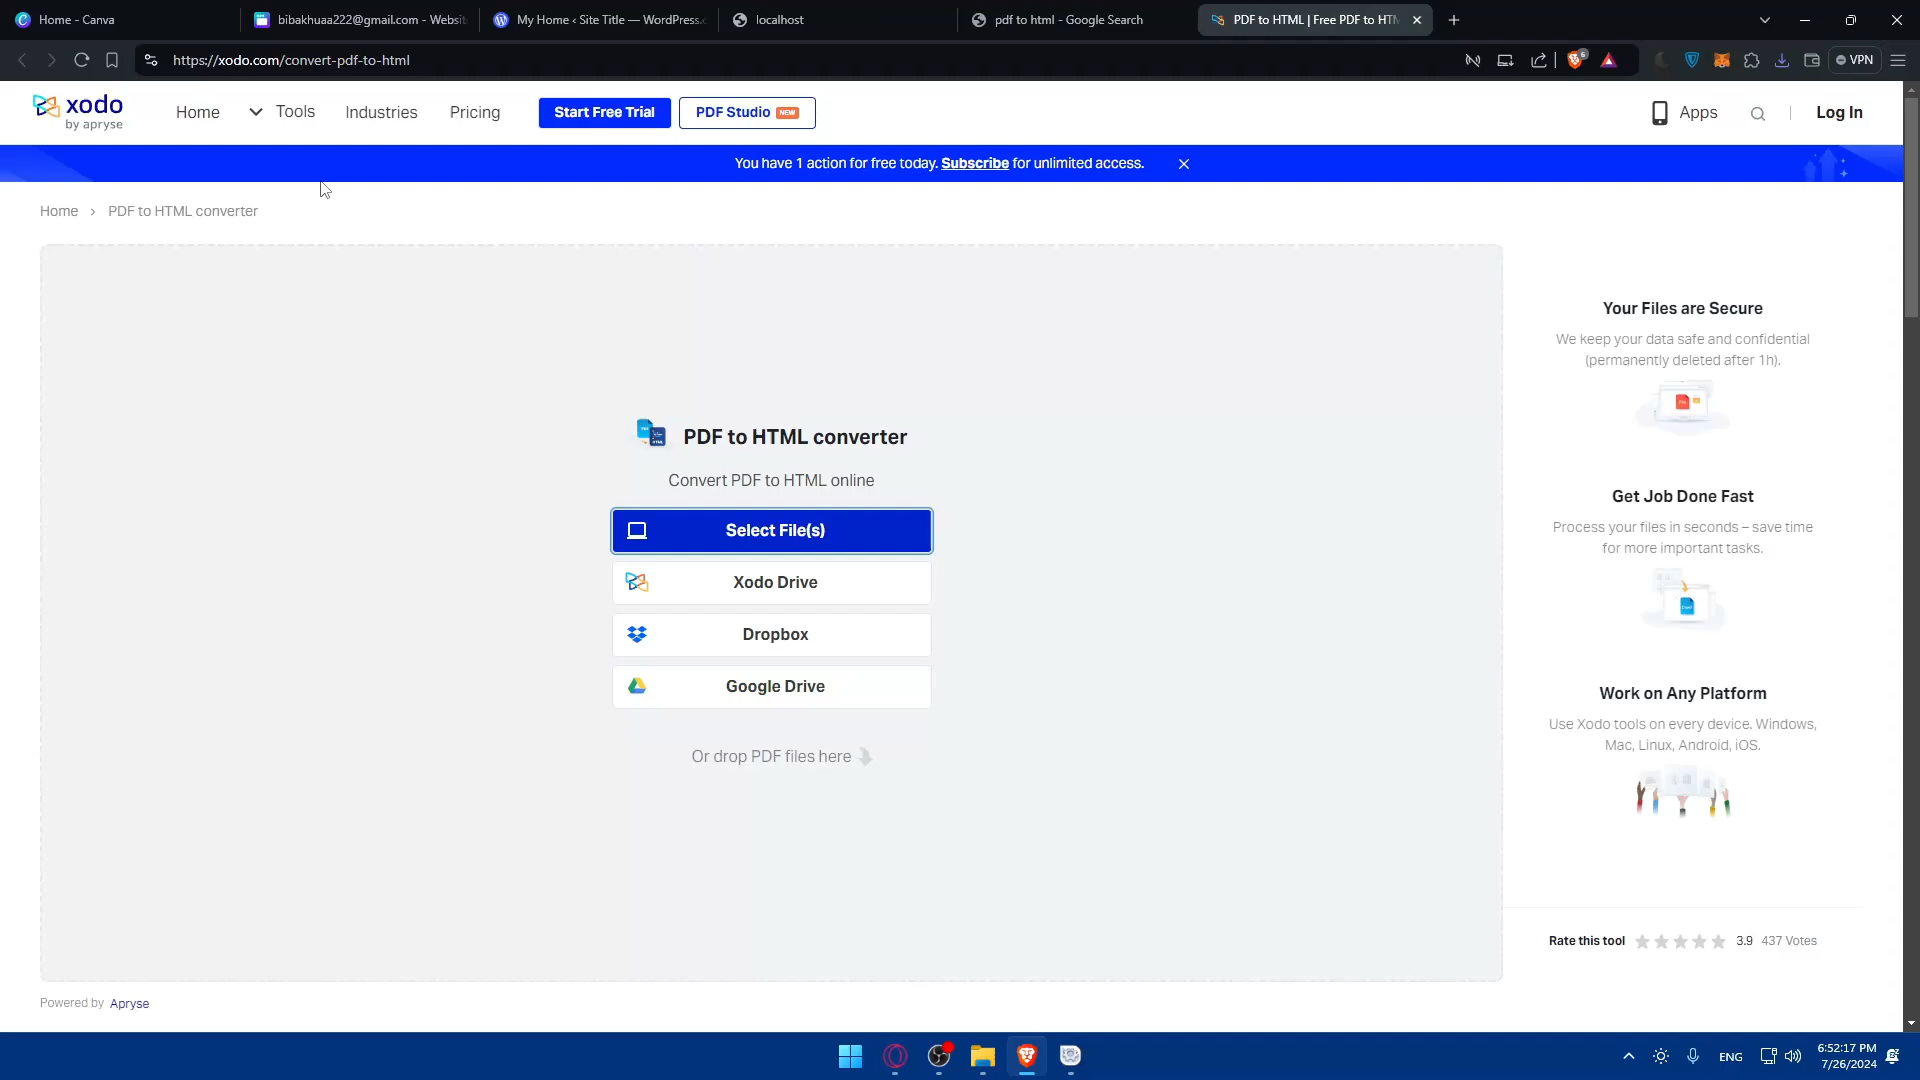 Home - Canva
bibakhuaa222@gmail.com - Websit
My Home ‹ Site Title — WordPress.c
localhost
pdf to html - Google Search
PDF to HTML | Free PDF to HTM
https://xodo.com/convert-pdf-to-html
6
VPN
xodo
by apryse
Home
Tools
Industries
Pricing
Start Free Trial
PDF Studio NEW
Apps
Log In
You have 1 action for free today. Subscribe for unlimited access.
Home › PDF to HTML converter
PDF to HTML converter
Convert PDF to HTML online
Select File(s)
Xodo Drive
Dropbox
Google Drive
Or drop PDF files here
Your Files are Secure
We keep your data safe and confidential
(permanently deleted after 1h).
Get Job Done Fast
Process your files in seconds – save time
for more important tasks.
Work on Any Platform
Use Xodo tools on every device. Windows,
Mac, Linux, Android, iOS.
Rate this tool
3.9 437 Votes
Powered by Apryse
ENG
6:52:17 PM
7/26/2024